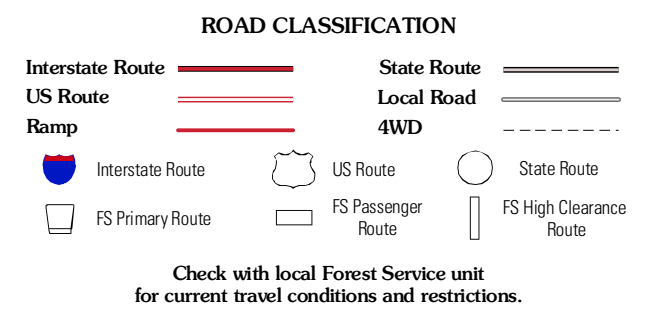 ROAD CLASSIFICATION
Interstate Route
State Route
US Route
Local Road
Ramp
4WD
Interstate Route
US Route
State Route
FS Primary Route
FS Passenger
Route
FS High Clearance
Route
Check with local Forest Service unit
for current travel conditions and restrictions.